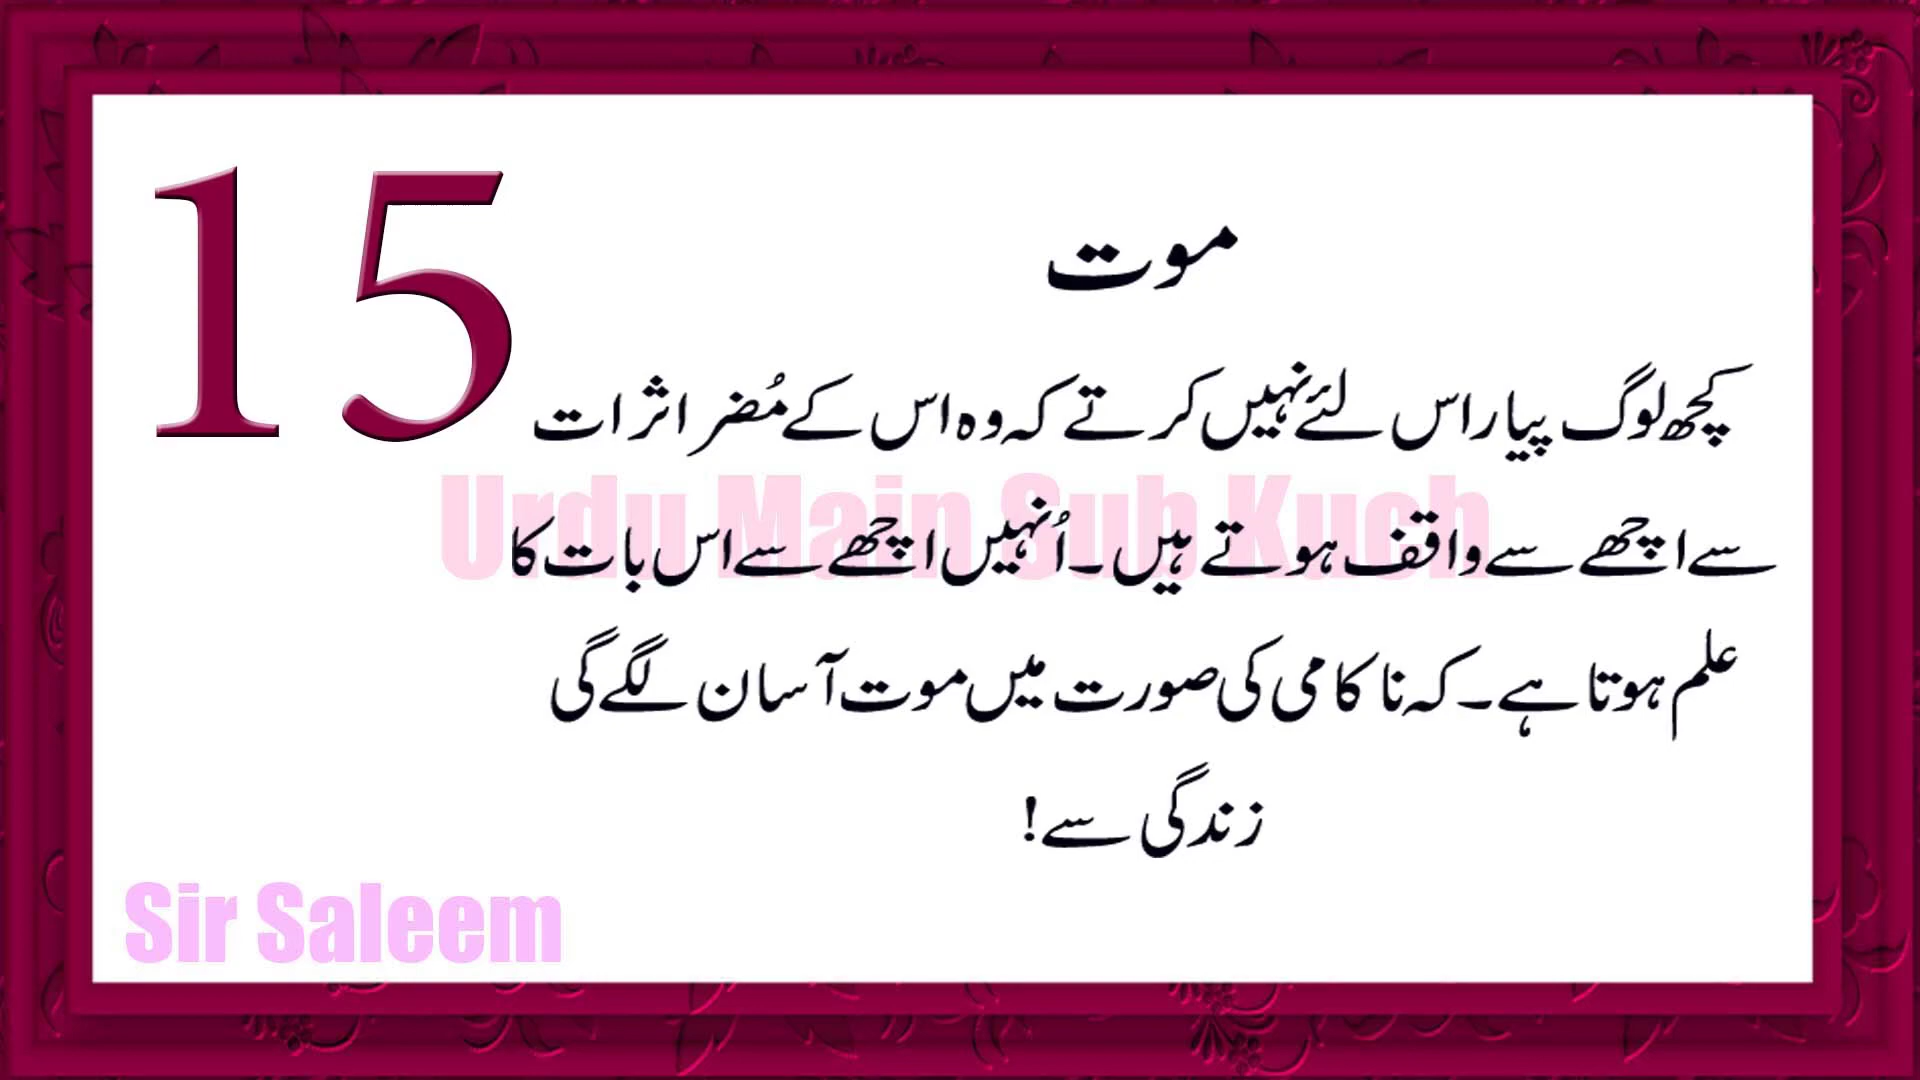 15
موت
کچھ لوگ پیار اس لئے نہیں کرتے کہ وہ اس کے مُضر اثرات
Urdu Main Sub Kuch
سے اچھے سے واقف ہوتے ہیں۔ اُنہیں اچھے سے اس بات کا
علم ہوتا ہے۔ کہ ناکامی کی صورت میں موت آسان لگے گی
زندگی سے!
Sir Saleem